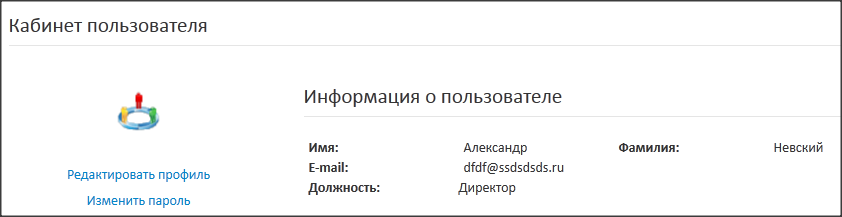 Кабинет пользователя
Информация о пользователе
Имя: Александр Фамилия: Невский
E-mail: dfdf@ssdsdsds.ru
Должность: Директор
Редактировать профиль
Изменить пароль